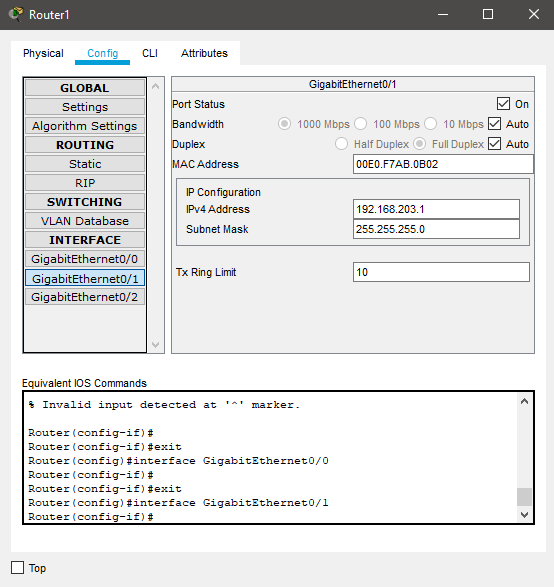 Router1
Physical Config CLI Attributes
GLOBAL
Settings
Algorithm Settings
ROUTING
Static
RIP
SWITCHING
VLAN Database
INTERFACE
GigabitEthernet0/0
GigabitEthernet0/1
GigabitEthernet0/2
GigabitEthernet0/1
Port Status On
Bandwidth 1000 Mbps 100 Mbps 10 Mbps Auto
Duplex Half Duplex Full Duplex Auto
MAC Address 00E0.F7AB.0B02
IP Configuration
IPv4 Address 192.168.203.1
Subnet Mask 255.255.255.0
Tx Ring Limit 10
Equivalent IOS Commands
% Invalid input detected at '^' marker.
Router(config-if)#
Router(config-if)#exit
Router(config)#interface GigabitEthernet0/0
Router(config-if)#
Router(config-if)#exit
Router(config)#interface GigabitEthernet0/1
Router(config-if)#
Top